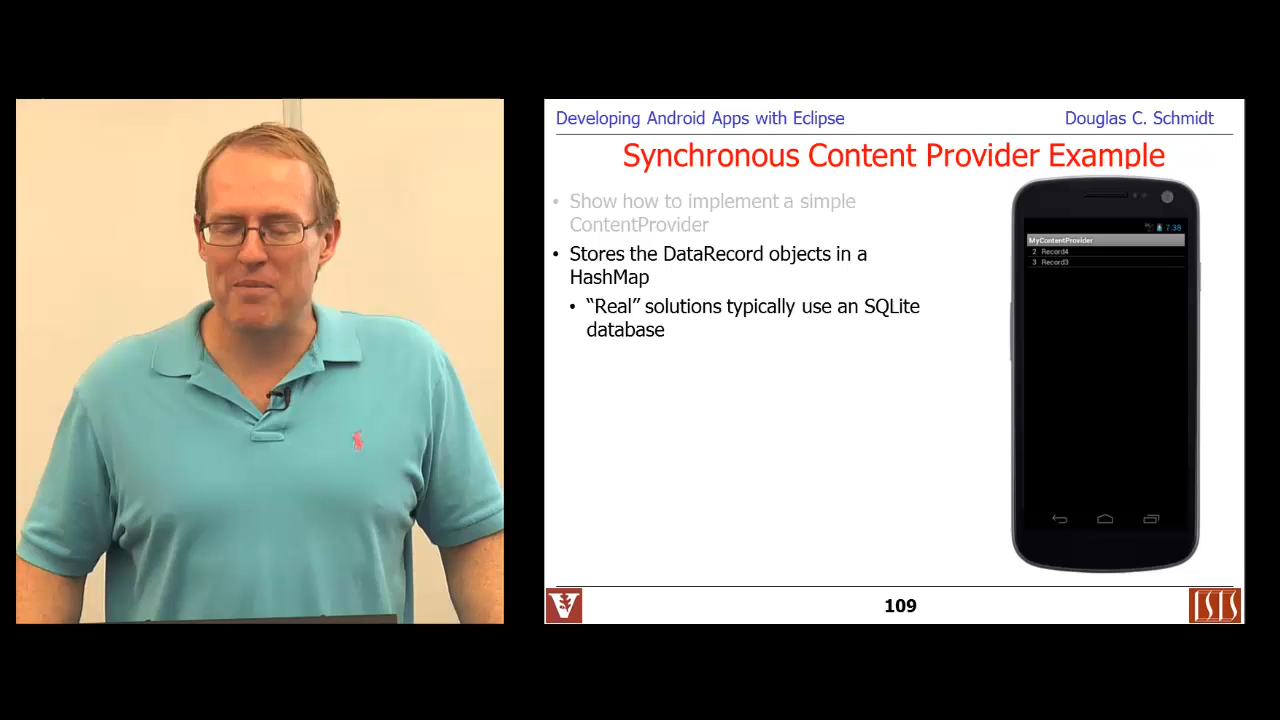 Developing Android Apps with Eclipse
Douglas C. Schmidt
Synchronous Content Provider Example
• Show how to implement a simple
ContentProvider
• Stores the DataRecord objects in a
HashMap
• “Real” solutions typically use an SQLite
database
7:38
MyContentProvider
2 Record4
3 Record3
109
V
ISIS